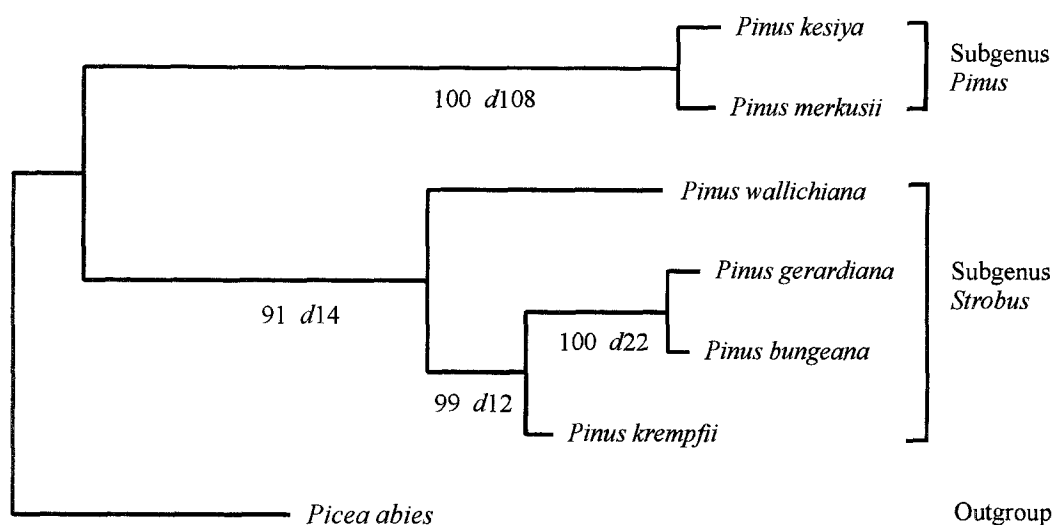 Pinus kesiya
Subgenus
Pinus
100 d108
Pinus merkusii
Pinus wallichiana
Pinus gerardiana
Subgenus
Strobus
91 d14
100 d22
Pinus bungeana
99 d12
Pinus krempfii
Picea abies
Outgroup